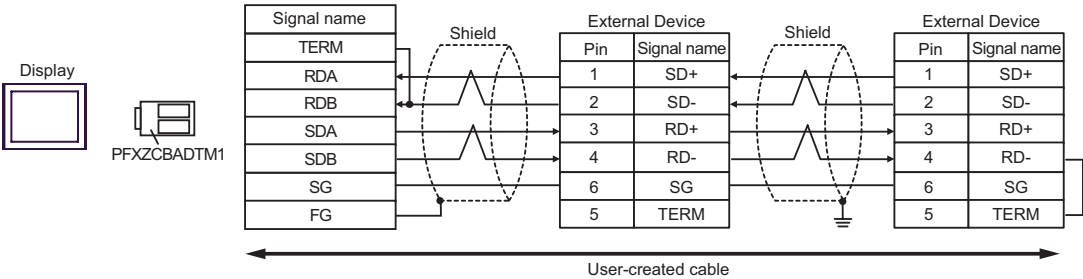 Display
PFXZCBADTM1
Signal name
TERM
RDA
RDB
SDA
SDB
SG
FG
Shield
External Device
Pin Signal name
1 SD+
2 SD-
3 RD+
4 RD-
6 SG
5 TERM
Shield
External Device
Pin Signal name
1 SD+
2 SD-
3 RD+
4 RD-
6 SG
5 TERM
User-created cable